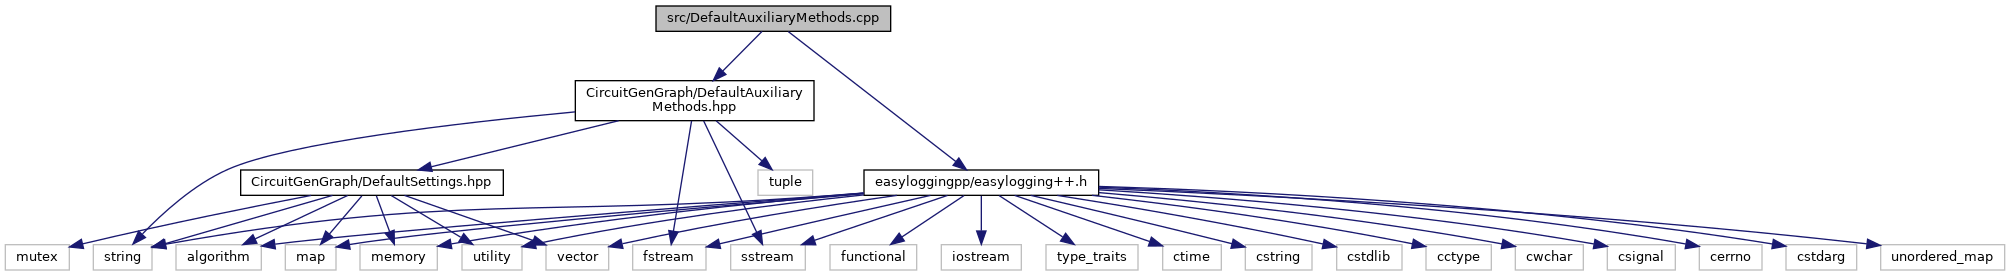 src/DefaultAuxiliaryMethods.cpp
CircuitGenGraph/DefaultAuxiliary
Methods.hpp
CircuitGenGraph/DefaultSettings.hpp
tuple
easyloggingpp/easylogging++.h
mutex
string
algorithm
map
memory
utility
vector
fstream
sstream
functional
iostream
type_traits
ctime
cstring
cstdlib
cctype
cwchar
csignal
cerrno
cstdarg
unordered_map